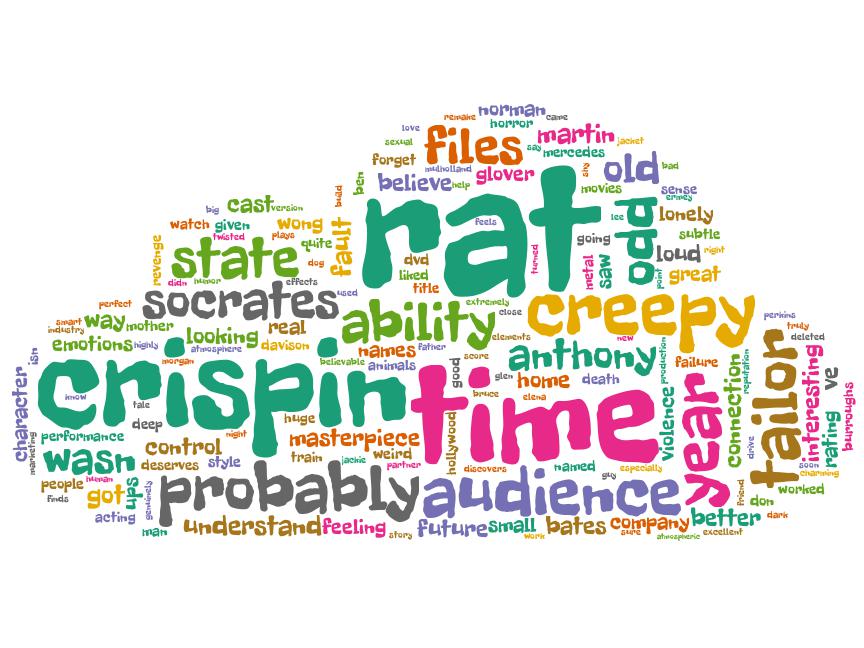 norman
remake
came
love
horror
martin
jacket
sexual
files
say
mercedes
forget
mulholland
glover
sky
old
bad
ben
believe
help
movies
sense
ermey
big
cast
version
build
rat
feels
lee
odd
lonely
watch
given
wong
fault
subtle
twisted
plays
quite
going
loud
right
revenge
state
dog
dvd
turned
metal
saw
point
great
didn
humor
effects
liked
title
perfect
socrates
used
extremely
creepy
smart
way
mother
looking
real
ability
close
perkins
industry
emotions
highly
atmosphere
davison
elements
new
truly
deleted
names
father
anthony
production
isn
morgan
believable
animals
score
good
failure
reputation
crispin
glen
home
death
year
connection
tailor
interesting
ve
character
know
bruce
elena
time
violence
rating
burroughs
tale
huge
deep
hollywood
marketing
performance
night
masterpiece
control
wasn
deserves
style
train
weird
jackie
partner
discovers
named
guy
especially
drive
soon
charming
people
human
finds
got
ups
genuinely
probably
audience
friend
don
worked
acting
man
understand
feeling
story
future
small
work
bates
company
sure
better
dark
atmospheric
excellent